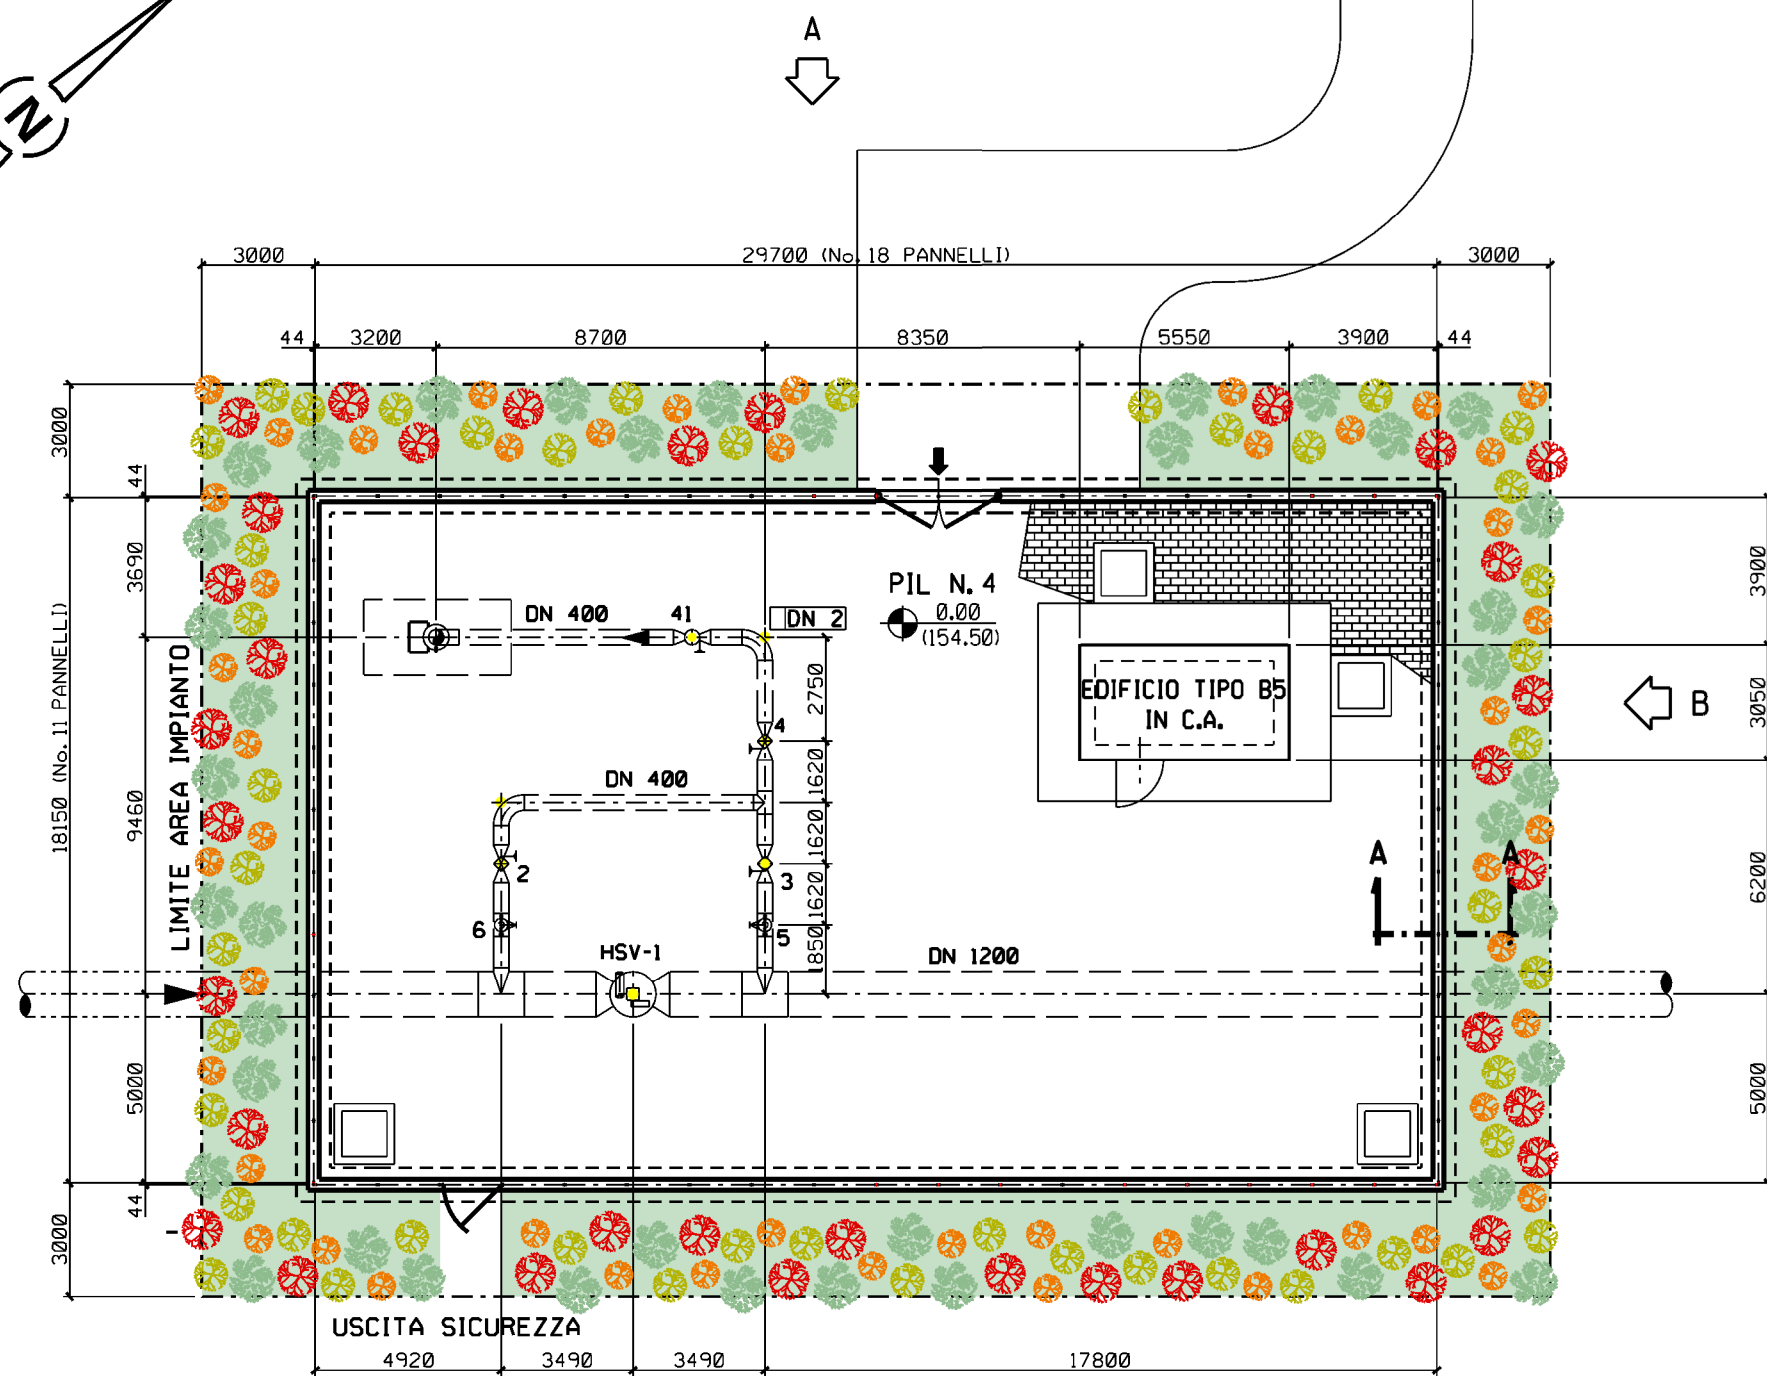 A
N
3000
29700 (No. 18 PANNELLI)
3000
44
3200
8700
8350
5550
3900
44
3000
44
3690
9460
5000
44
3000
18150 (No. 11 PANNELLI)
LIMITE AREA IMPIANTO
DN 400
41
DN 2
PIL N. 4
0.00
(154.50)
EDIFICIO TIPO B5
IN C.A.
B
3900
3050
6200
5000
2750
4
1620
DN 400
1620
2
3
1620
6
5
1850
HSV-1
DN 1200
A
A
USCITA SICUREZZA
4920
3490
3490
17800